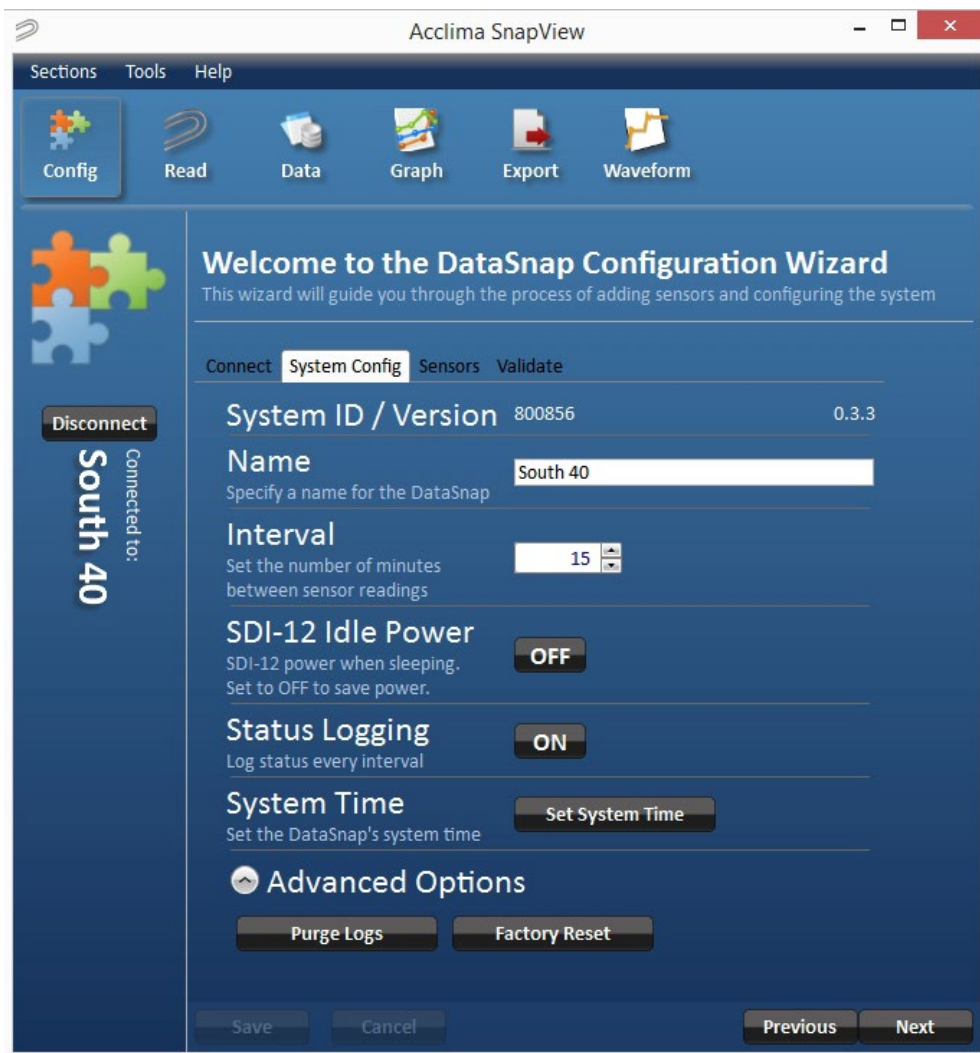 Acclima SnapView
Sections Tools Help
Config Read Data Graph Export Waveform
Welcome to the DataSnap Configuration Wizard
This wizard will guide you through the process of adding sensors and configuring the system
Connect System Config Sensors Validate
Disconnect
Connected to:
South 40
System ID / Version 800856 0.3.3
Name
Specify a name for the DataSnap
South 40
Interval
Set the number of minutes
between sensor readings
15
SDI-12 Idle Power
SDI-12 power when sleeping.
Set to OFF to save power.
OFF
Status Logging
Log status every interval
ON
System Time
Set the DataSnap's system time
Set System Time
Advanced Options
Purge Logs Factory Reset
Save Cancel Previous Next